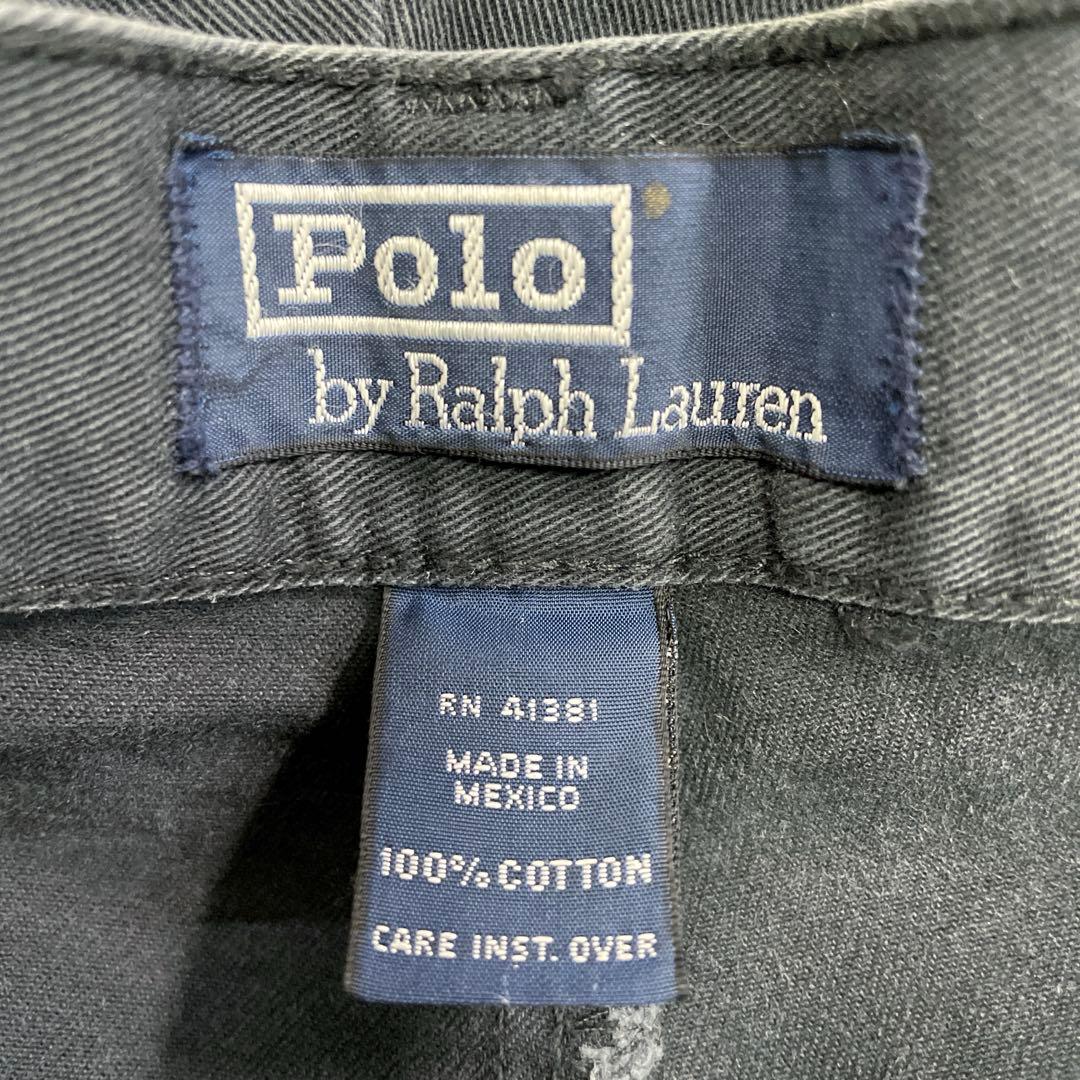 Polo
by Ralph Lauren
RN 41381
MADE IN
MEXICO
100% COTTON
CARE INST. OVER